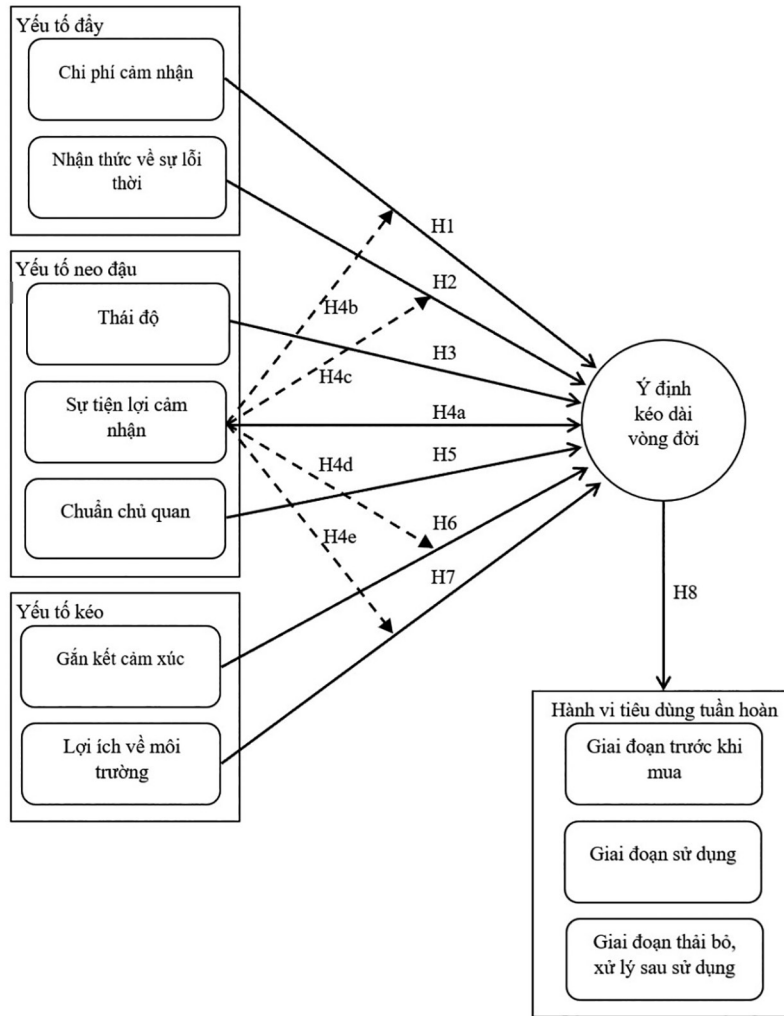 Yếu tố đẩy
Chi phí cảm nhận
Nhận thức về sự lỗi
thời
H1
H2
Yếu tố neo đậu
Thái độ
Sự tiện lợi cảm
nhận
Chuẩn chủ quan
H4b
H4c
H3
H4a
H4d
H5
H4e
H6
H7
Ý định
kéo dài
vòng đời
Yếu tố kéo
Gắn kết cảm xúc
Lợi ích về môi
trường
H8
Hành vi tiêu dùng tuần hoàn
Giai đoạn trước khi
mua
Giai đoạn sử dụng
Giai đoạn thải bỏ,
xử lý sau sử dụng